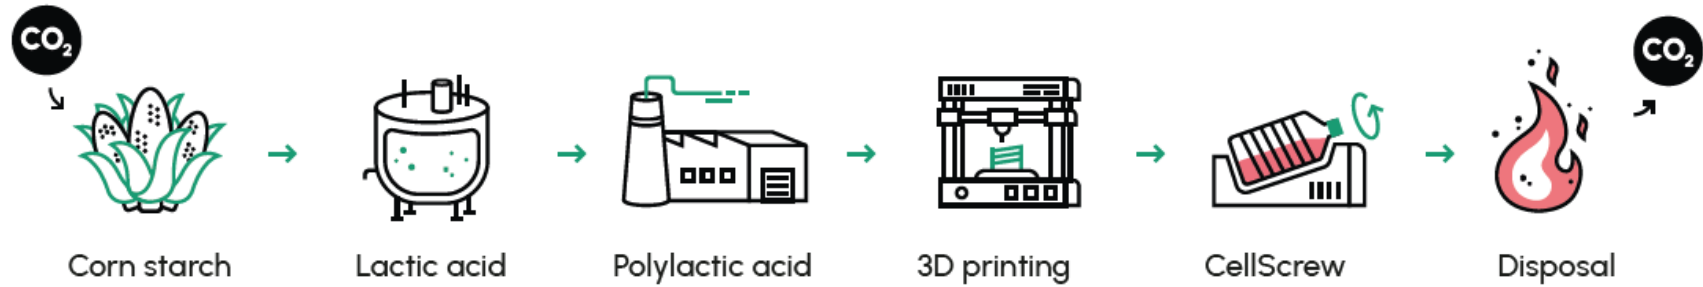 CO₂
CO₂
Corn starch
Lactic acid
Polylactic acid
3D printing
CellScrew
Disposal